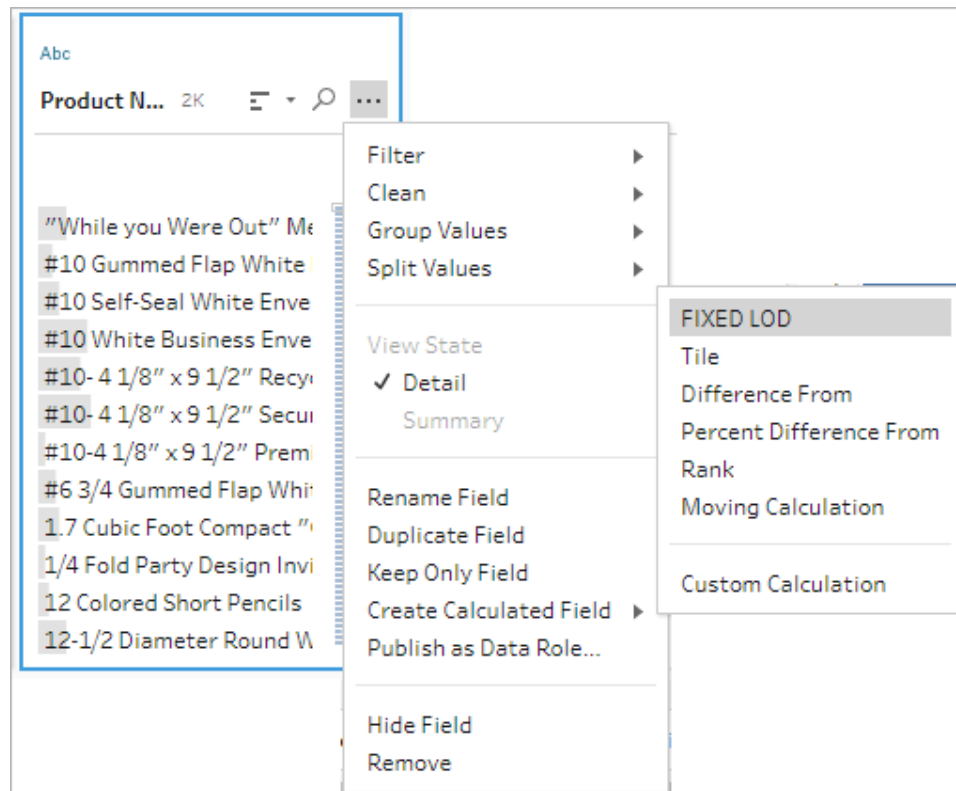 Abc
Product N... 2K
Filter
Clean
Group Values
Split Values
View State
✓ Detail
Summary
Rename Field
Duplicate Field
Keep Only Field
Create Calculated Field
Publish as Data Role...
Hide Field
Remove
"While you Were Out" Me
#10 Gummed Flap White
#10 Self-Seal White Enve
#10 White Business Enve
#10- 4 1/8" x 9 1/2" Recy
#10- 4 1/8" x 9 1/2" Secur
#10-4 1/8" x 9 1/2" Premi
#6 3/4 Gummed Flap Whit
1.7 Cubic Foot Compact "
1/4 Fold Party Design Invi
12 Colored Short Pencils
12-1/2 Diameter Round W
FIXED LOD
Tile
Difference From
Percent Difference From
Rank
Moving Calculation
Custom Calculation